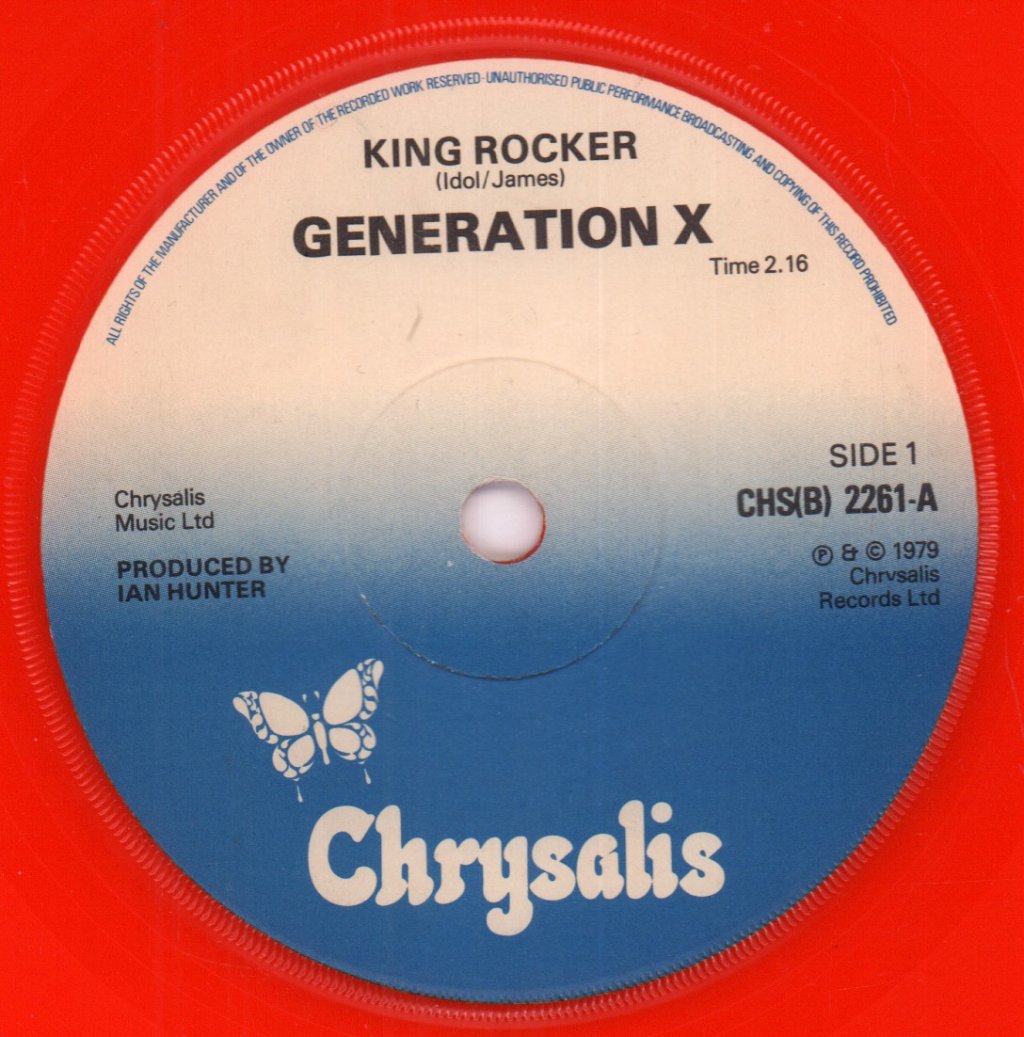 ALL RIGHTS OF THE MANUFACTURER AND OF THE OWNER OF THE RECORDED WORK RESERVED-UNAUTHORISED PUBLIC PERFORMANCE BROADCASTING AND COPYING OF THIS RECORD PROHIBITED
KING ROCKER
(Idol/James)
GENERATION X
Time 2.16
SIDE 1
CHS(B) 2261-A
Ⓟ & © 1979
Chrysalis
Records Ltd
Chrysalis
Music Ltd
PRODUCED BY
IAN HUNTER
Chrysalis